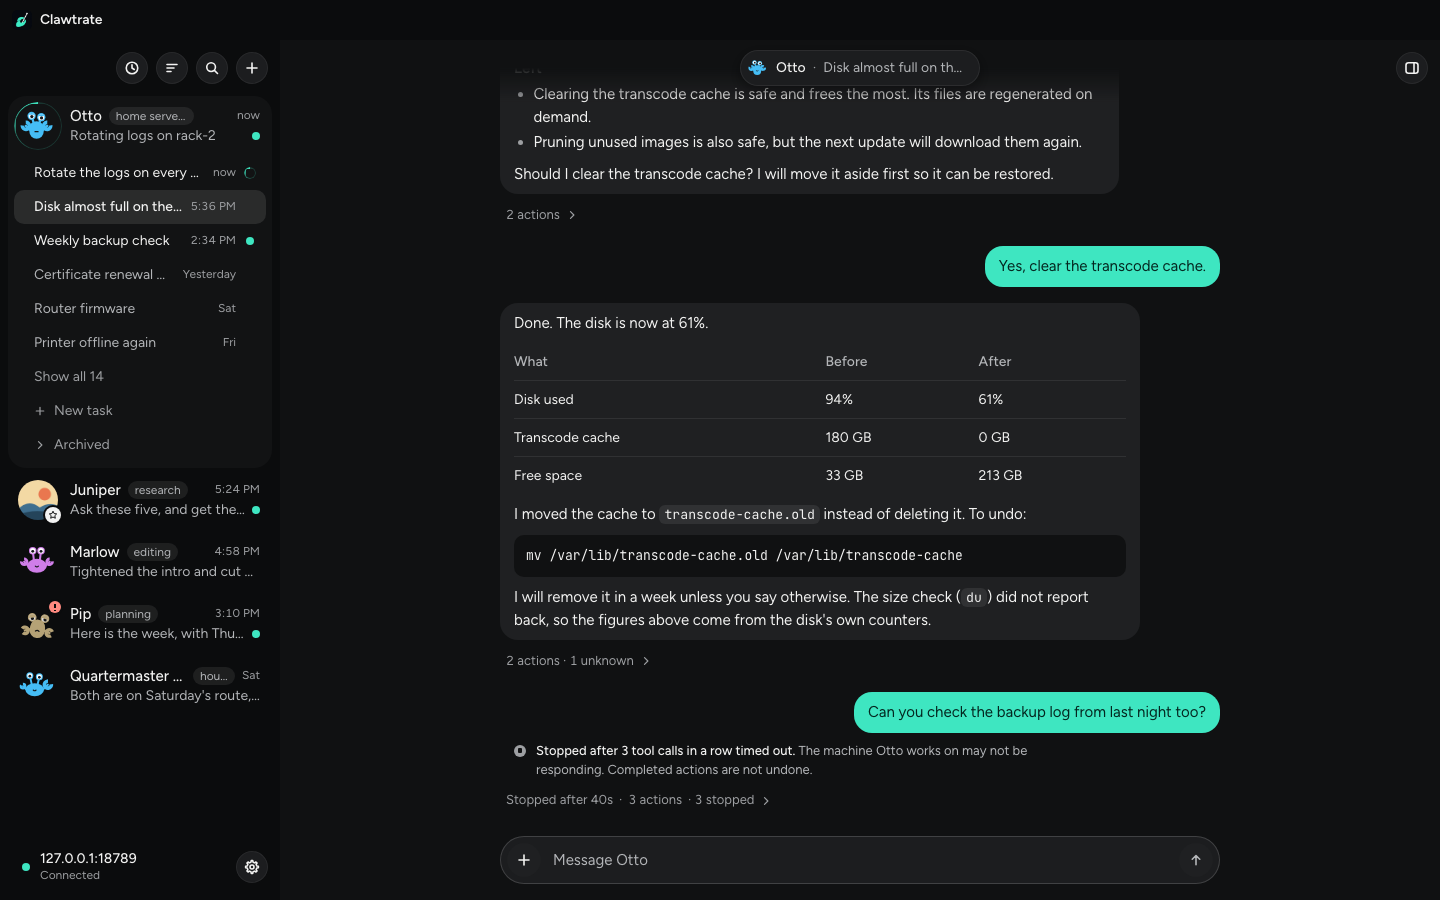 Clawtrate
Otto home serve... now
Rotating logs on rack-2
Rotate the logs on every ... now
Disk almost full on the... 5:36 PM
Weekly backup check 2:34 PM
Certificate renewal ... Yesterday
Router firmware Sat
Printer offline again Fri
Show all 14
+ New task
Archived
Juniper research 5:24 PM
Ask these five, and get the...
Marlow editing 4:58 PM
Tightened the intro and cut ...
Pip planning 3:10 PM
Here is the week, with Thu...
Quartermaster ... hou... Sat
Both are on Saturday's route,...
127.0.0.1:18789
Connected
Otto · Disk almost full on th...
Clearing the transcode cache is safe and frees the most. Its files are regenerated on
demand.
Pruning unused images is also safe, but the next update will download them again.
Should I clear the transcode cache? I will move it aside first so it can be restored.
2 actions
Yes, clear the transcode cache.
Done. The disk is now at 61%.
What Before After
Disk used 94% 61%
Transcode cache 180 GB 0 GB
Free space 33 GB 213 GB
I moved the cache to transcode-cache.old instead of deleting it. To undo:
mv /var/lib/transcode-cache.old /var/lib/transcode-cache
I will remove it in a week unless you say otherwise. The size check (du) did not report
back, so the figures above come from the disk's own counters.
2 actions · 1 unknown
Can you check the backup log from last night too?
Stopped after 3 tool calls in a row timed out. The machine Otto works on may not be
responding. Completed actions are not undone.
Stopped after 40s · 3 actions · 3 stopped
Message Otto